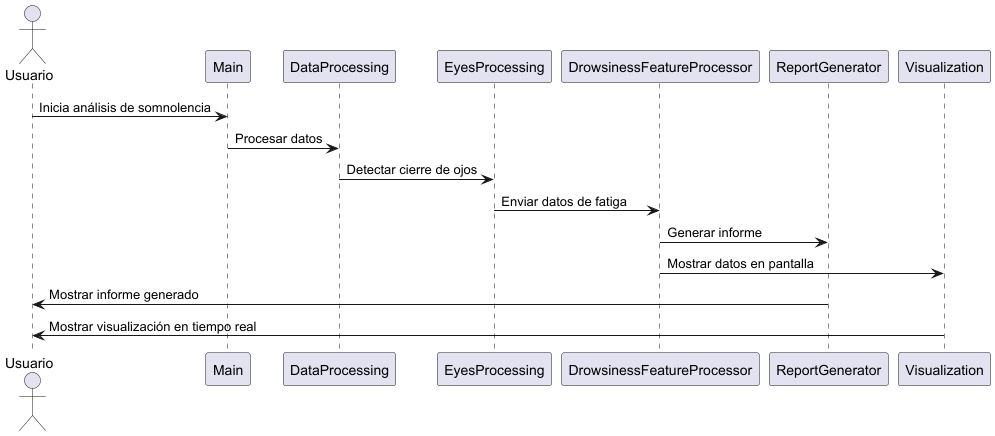 Usuario
Main
DataProcessing
EyesProcessing
DrowsinessFeatureProcessor
ReportGenerator
Visualization
Inicia análisis de somnolencia
Procesar datos
Detectar cierre de ojos
Enviar datos de fatiga
Generar informe
Mostrar datos en pantalla
Mostrar informe generado
Mostrar visualización en tiempo real
Usuario
Main
DataProcessing
EyesProcessing
DrowsinessFeatureProcessor
ReportGenerator
Visualization